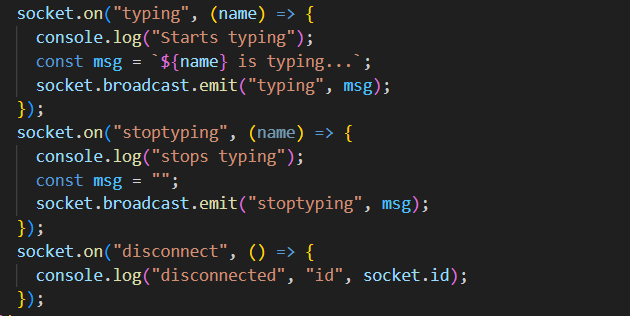 socket.on("typing", (name) => {
  console.log("Starts typing");
  const msg = `${name} is typing...`;
  socket.broadcast.emit("typing", msg);
});
socket.on("stoptyping", (name) => {
  console.log("stops typing");
  const msg = "";
  socket.broadcast.emit("stoptyping", msg);
});
socket.on("disconnect", () => {
  console.log("disconnected", "id", socket.id);
});